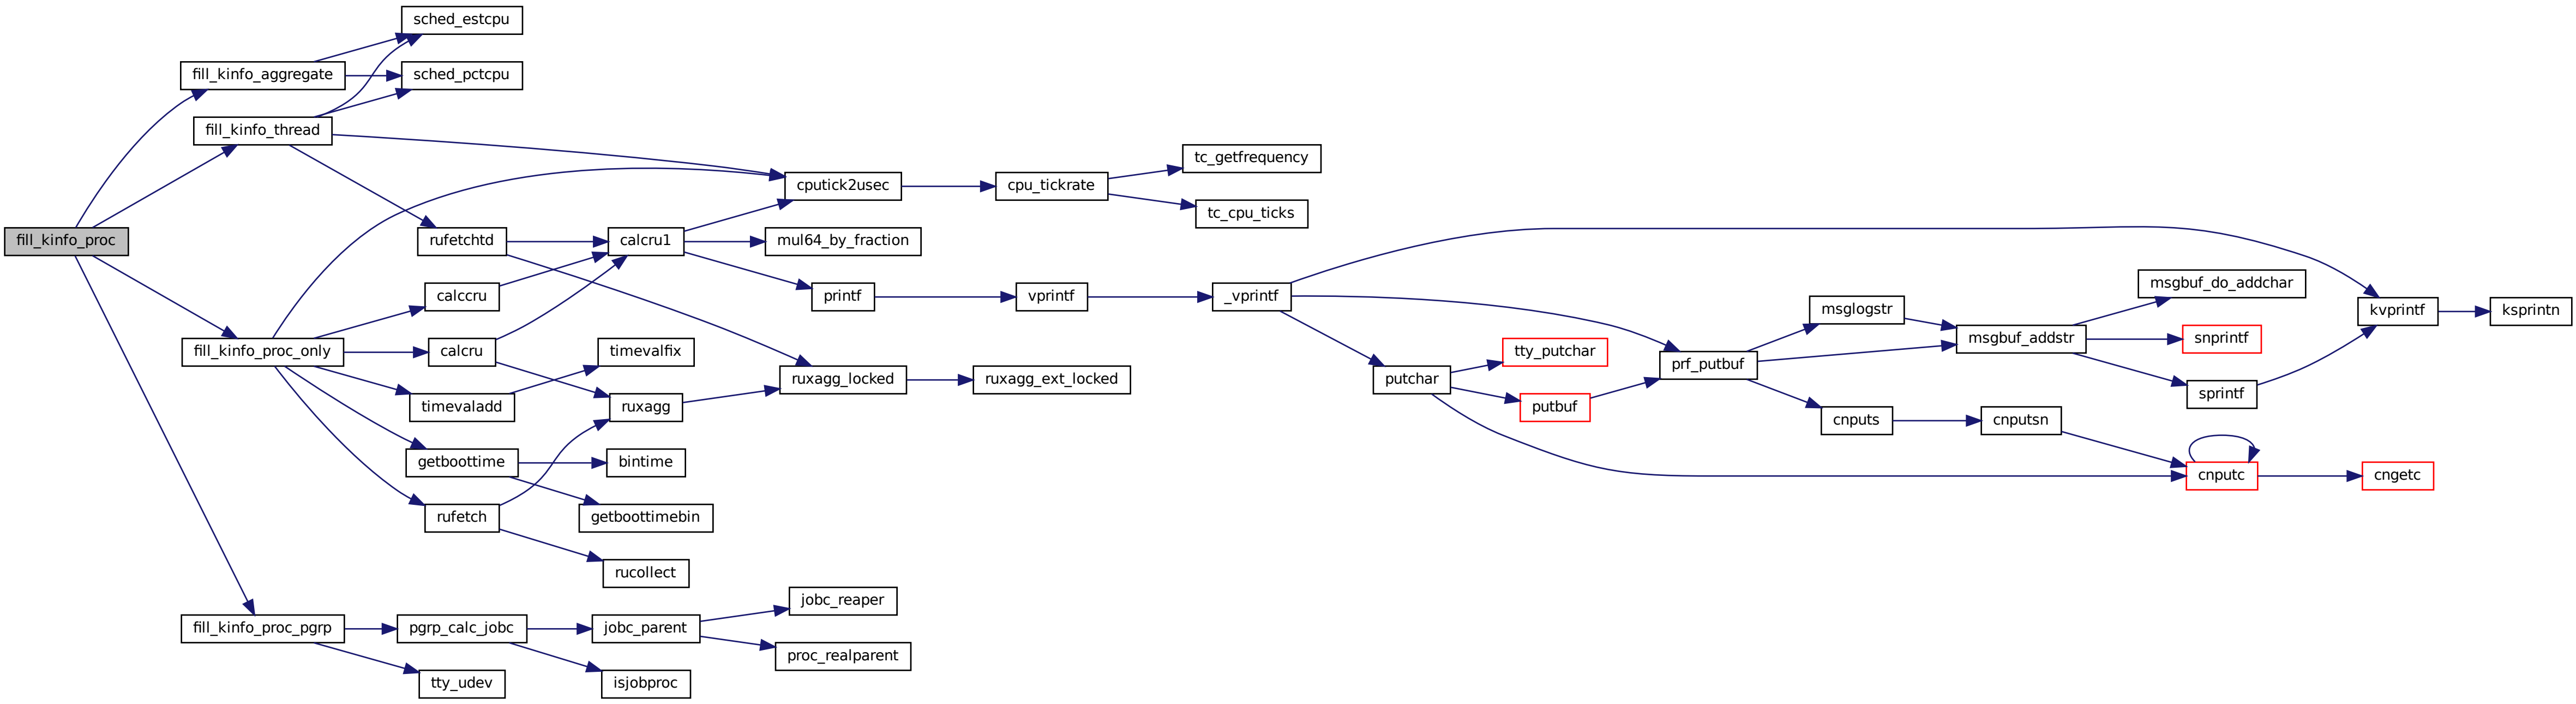 fill_kinfo_proc
fill_kinfo_aggregate
fill_kinfo_thread
fill_kinfo_proc_only
fill_kinfo_proc_pgrp
sched_estcpu
sched_pctcpu
rufetchtd
calccru
calcru
timevaladd
getboottime
rufetch
pgrp_calc_jobc
tty_udev
calcru1
timevalfix
ruxagg
bintime
getboottimebin
rucollect
jobc_parent
isjobproc
cputick2usec
mul64_by_fraction
printf
ruxagg_locked
jobc_reaper
proc_realparent
cpu_tickrate
vprintf
ruxagg_ext_locked
tc_getfrequency
tc_cpu_ticks
_vprintf
putchar
tty_putchar
putbuf
prf_putbuf
msglogstr
cnputs
msgbuf_addstr
cnputsn
msgbuf_do_addchar
snprintf
sprintf
cnputc
kvprintf
cngetc
ksprintn